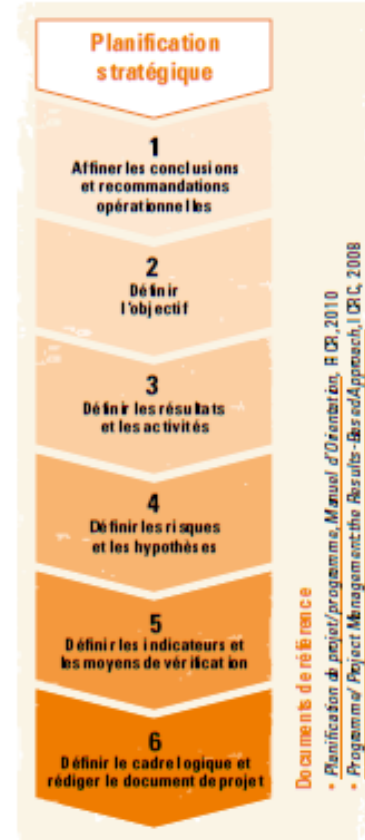 Planification
stratégique
1
Affiner les conclusions
et recommandations
opérationnelles
2
Définir
l'objectif
3
Définir les résultats
et les activités
4
Définir les risques
et les hypothèses
5
Définir les indicateurs et
les moyens de vérification
6
Définir le cadre logique et
rédiger le document de projet
Documents de référence
• Planification de projet/programme, Manuel d'Orientation, FICR, 2010
• Programme/Project Management: the Results-Based Approach, ICRC, 2008